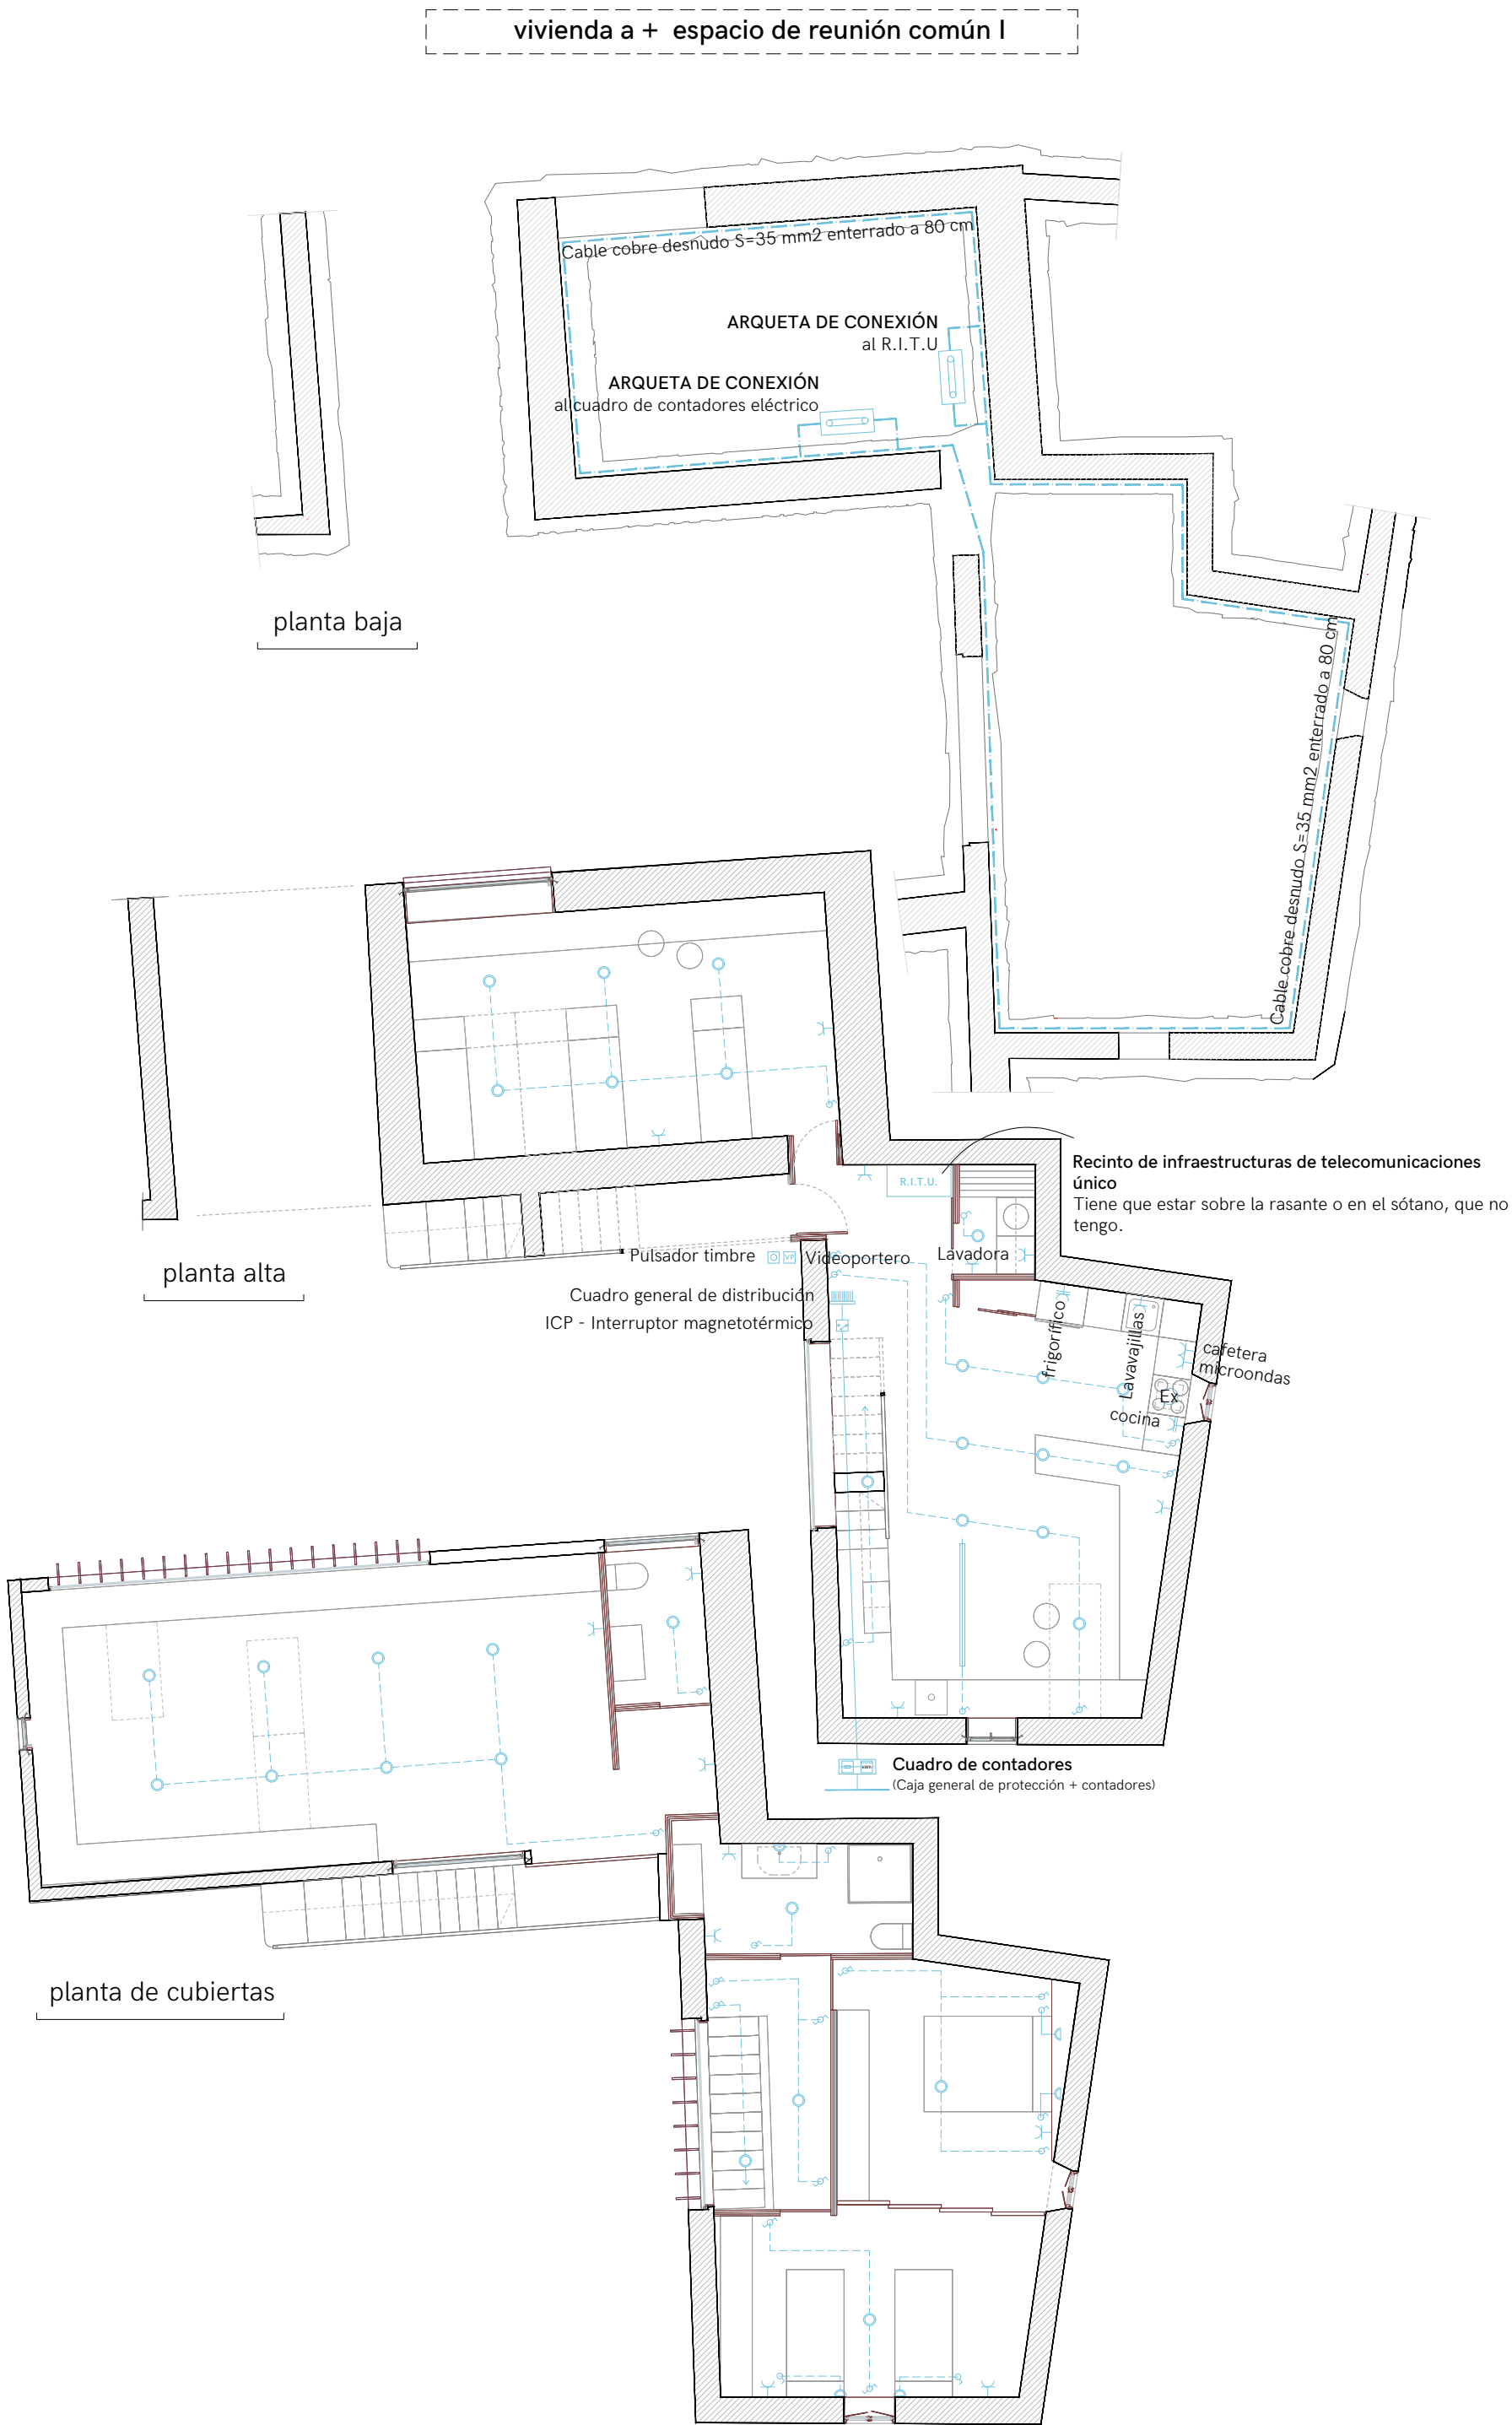 vivienda a + espacio de reunión común I
Cable cobre desnudo S=35 mm2 enterrado a 80 cm
ARQUETA DE CONEXIÓN
al R.I.T.U
ARQUETA DE CONEXIÓN
al cuadro de contadores eléctrico
planta baja
Cable cobre desnudo S=35 mm2 enterrado a 80 cm
Recinto de infraestructuras de telecomunicaciones
único
Tiene que estar sobre la rasante o en el sótano, que no
tengo.
R.I.T.U.
planta alta
Pulsador timbre
VP
Videoportero
Lavadora
Cuadro general de distribución
ICP - Interruptor magnetotérmico
frigorífico
Lavavajillas
cafetera
microondas
Ex
cocina
Cuadro de contadores
(Caja general de protección + contadores)
planta de cubiertas